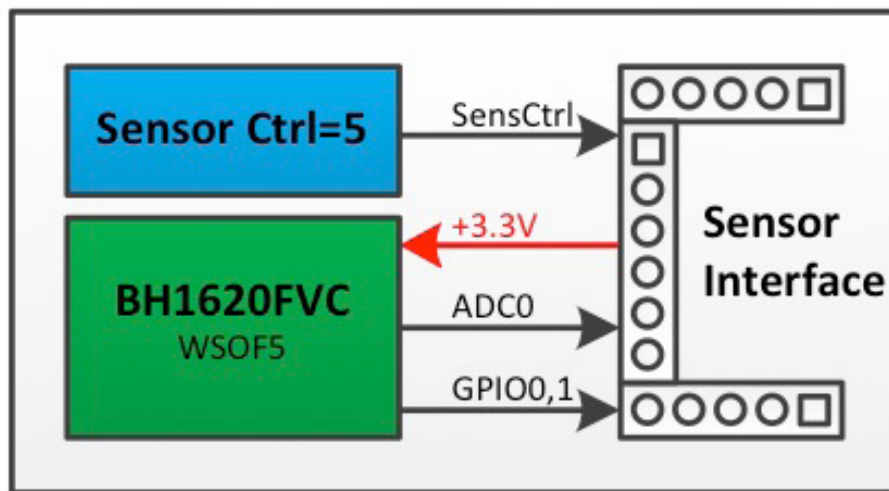 Sensor Ctrl=5
SensCtrl
+3.3V
BH1620FVC
WSOF5
ADC0
GPIO0,1
Sensor
Interface